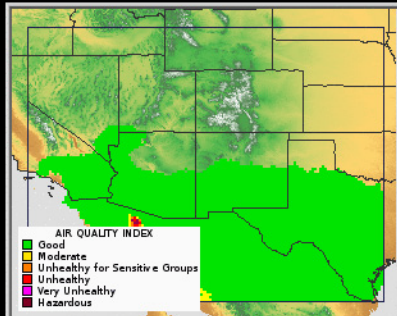 AIR QUALITY INDEX
Good
Moderate
Unhealthy for Sensitive Groups
Unhealthy
Very Unhealthy
Hazardous